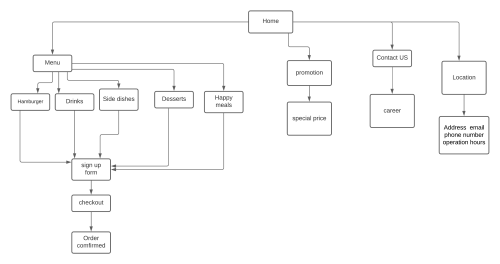 Home
Menu
promotion
Contact US
Location
Hamburger
Drinks
Side dishes
Desserts
Happy
meals
special price
career
Address email
phone number
operation hours
sign up
form
checkout
Order
comfirmed